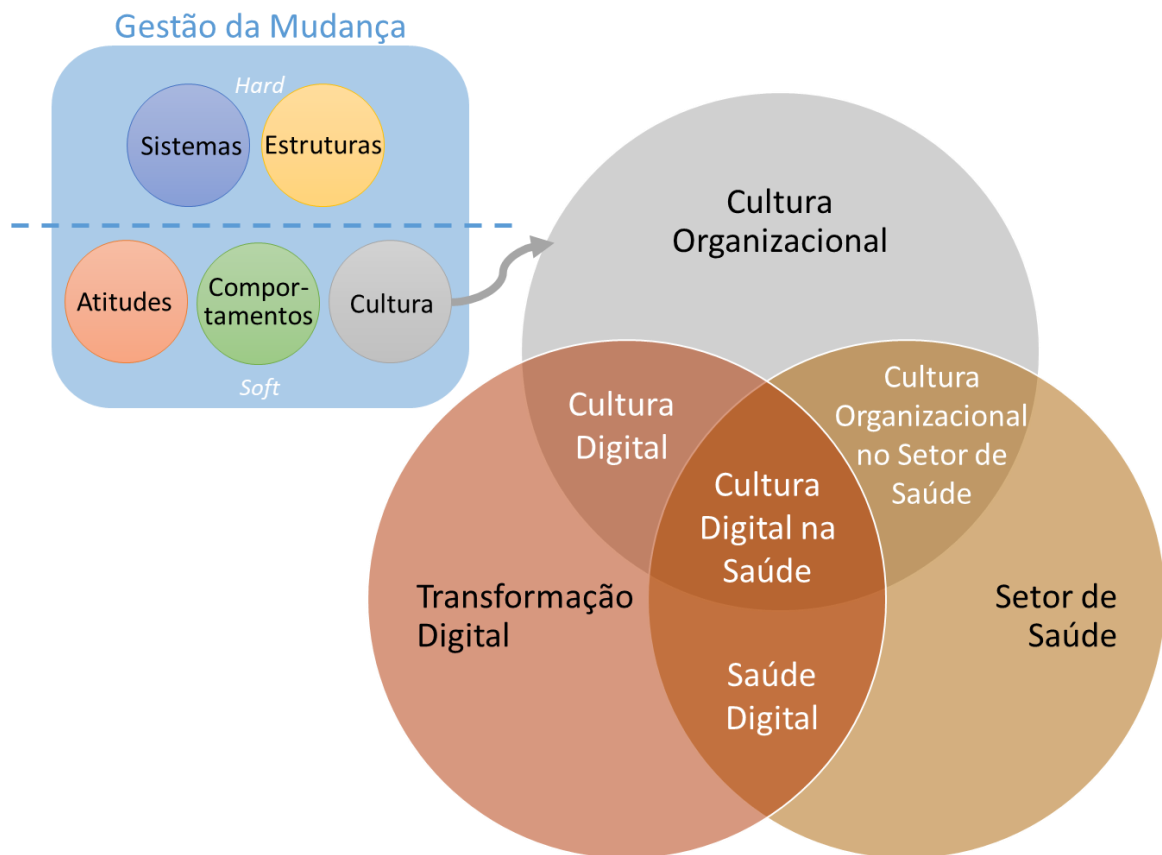 Gestão da Mudança
Hard
Sistemas
Estruturas
Atitudes
Compor-
tamentos
Cultura
Soft
Cultura
Organizacional
Cultura
Digital
Cultura
Organizacional
no Setor de
Saúde
Cultura
Digital na
Saúde
Transformação
Digital
Setor de
Saúde
Saúde
Digital